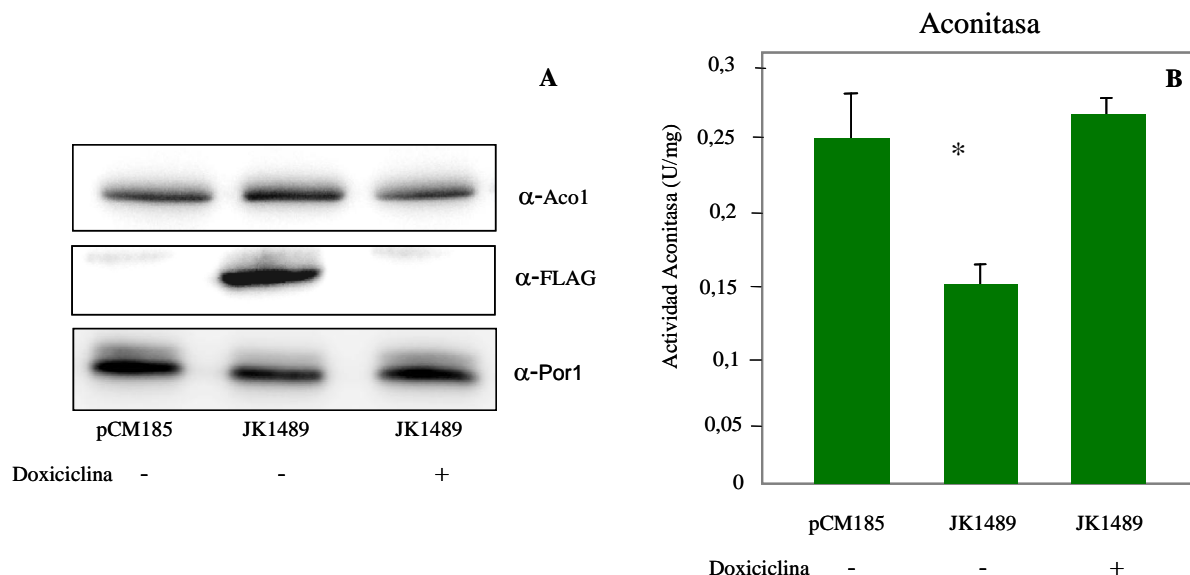 A
α-Aco1
α-FLAG
α-Por1
pCM185 JK1489 JK1489
Doxiciclina - - +
Aconitasa
B
Actividad Aconitasa (U/mg)
0,3
0,25
0,2
0,15
0,1
0,05
0
*
pCM185 JK1489 JK1489
Doxiciclina - - +